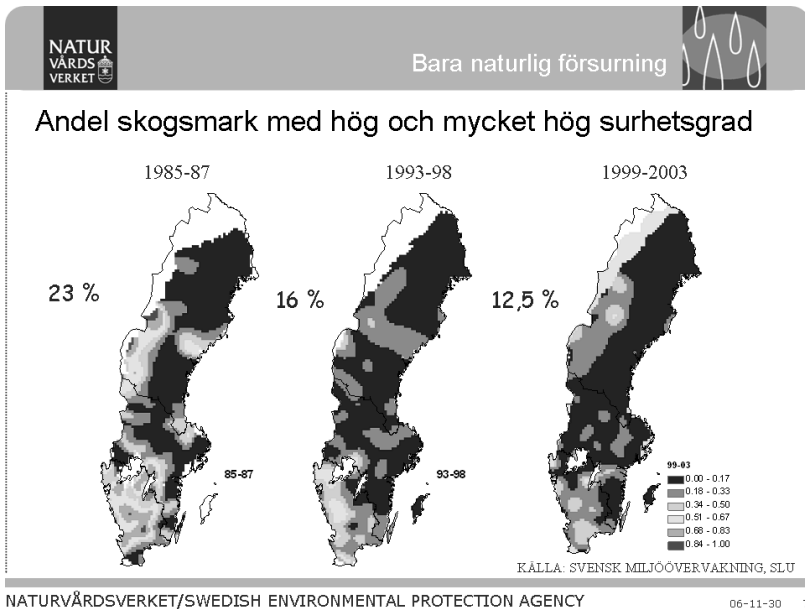 NATUR
VÅRDS
VERKET
Bara naturlig försurning
Andel skogsmark med hög och mycket hög surhetsgrad
1985-87
1993-98
1999-2003
23 %
16 %
12,5 %
85-87
93-98
99-03
0.00 - 0.17
0.18 - 0.33
0.34 - 0.50
0.51 - 0.67
0.68 - 0.83
0.84 - 1.00
KÄLLA: SVENSK MILJÖÖVERVAKNING, SLU
NATURVÅRDSVERKET/SWEDISH ENVIRONMENTAL PROTECTION AGENCY
06-11-30